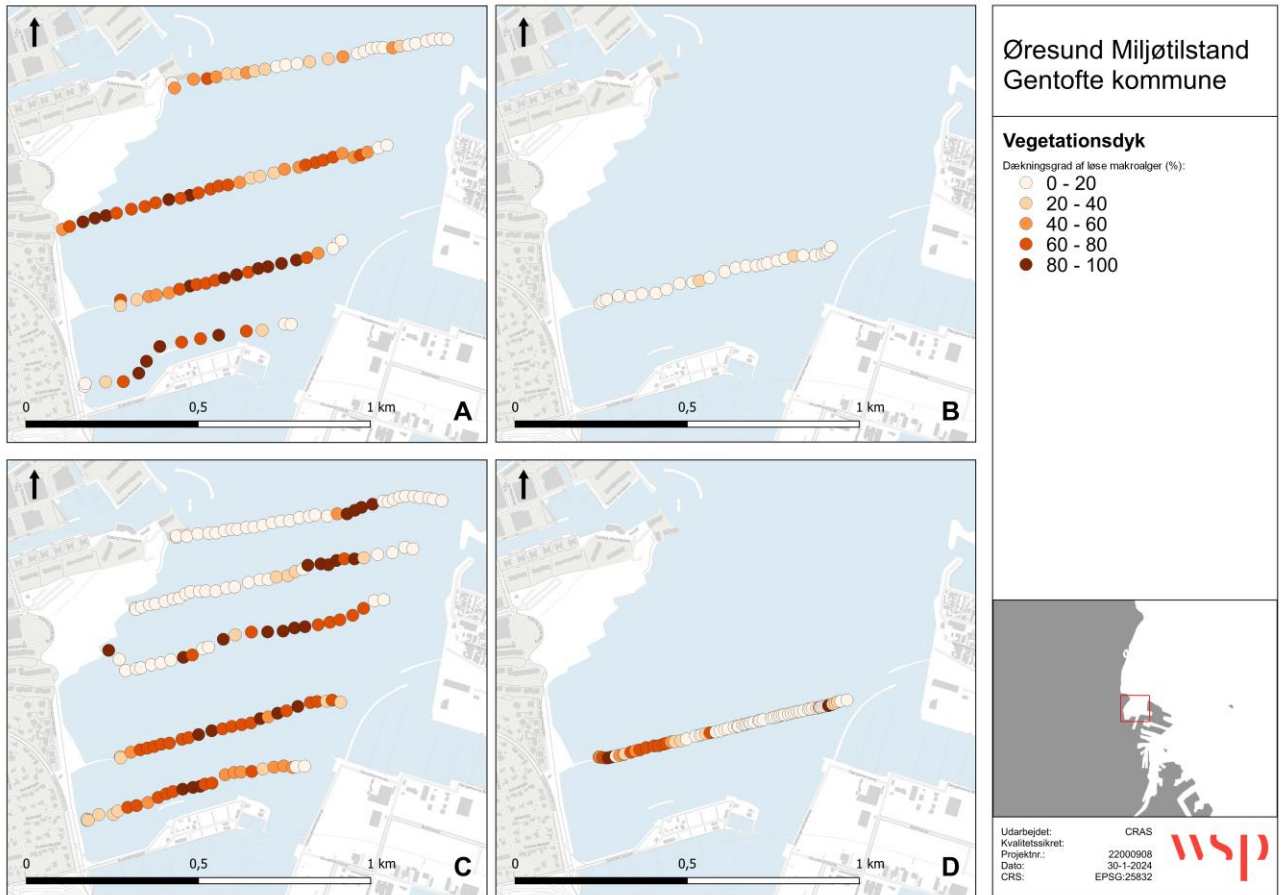 A
0
0,5
1 km
B
0
0,5
1 km
C
0
0,5
1 km
D
0
0,5
1 km
Øresund Miljøtilstand
Gentofte kommune
Vegetationsdyk
Dækningsgrad af løse makroalger (%):
0 - 20
20 - 40
40 - 60
60 - 80
80 - 100
Udarbejdet: CRAS
Kvalitetssikret:
Projektnr.: 22000908
Dato: 30-1-2024
CRS: EPSG:25832
wsp